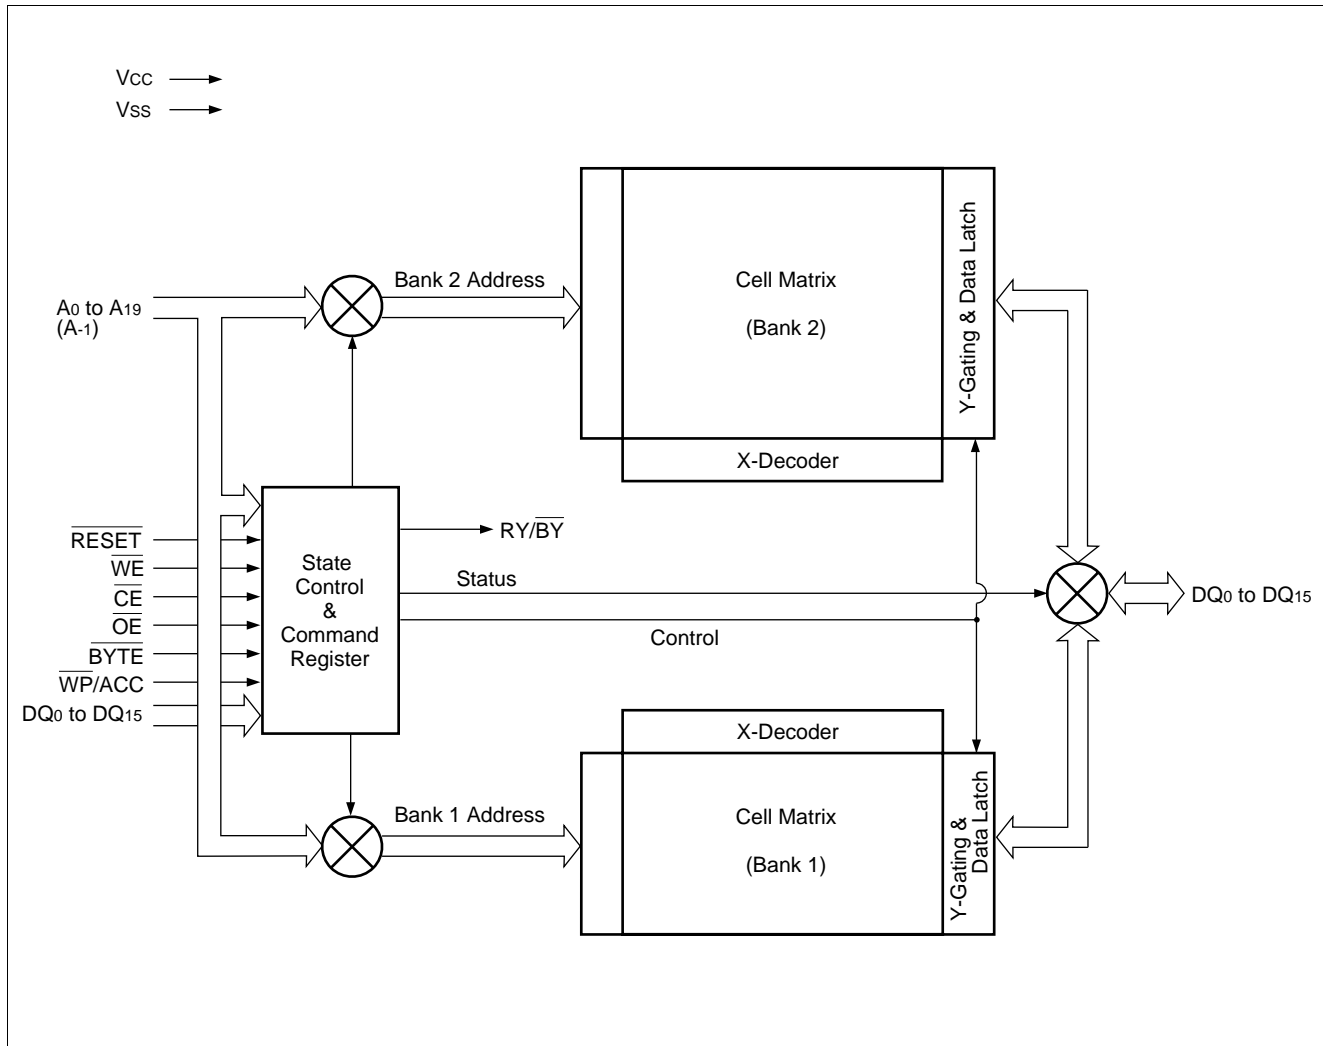 VCC
VSS
A0 to A19
(A-1)
Bank 2 Address
Cell Matrix
(Bank 2)
Y-Gating & Data Latch
X-Decoder
RESET
WE
CE
OE
BYTE
WP/ACC
DQ0 to DQ15
State
Control
&
Command
Register
RY/BY
Status
Control
DQ0 to DQ15
X-Decoder
Bank 1 Address
Cell Matrix
(Bank 1)
Y-Gating &
Data Latch